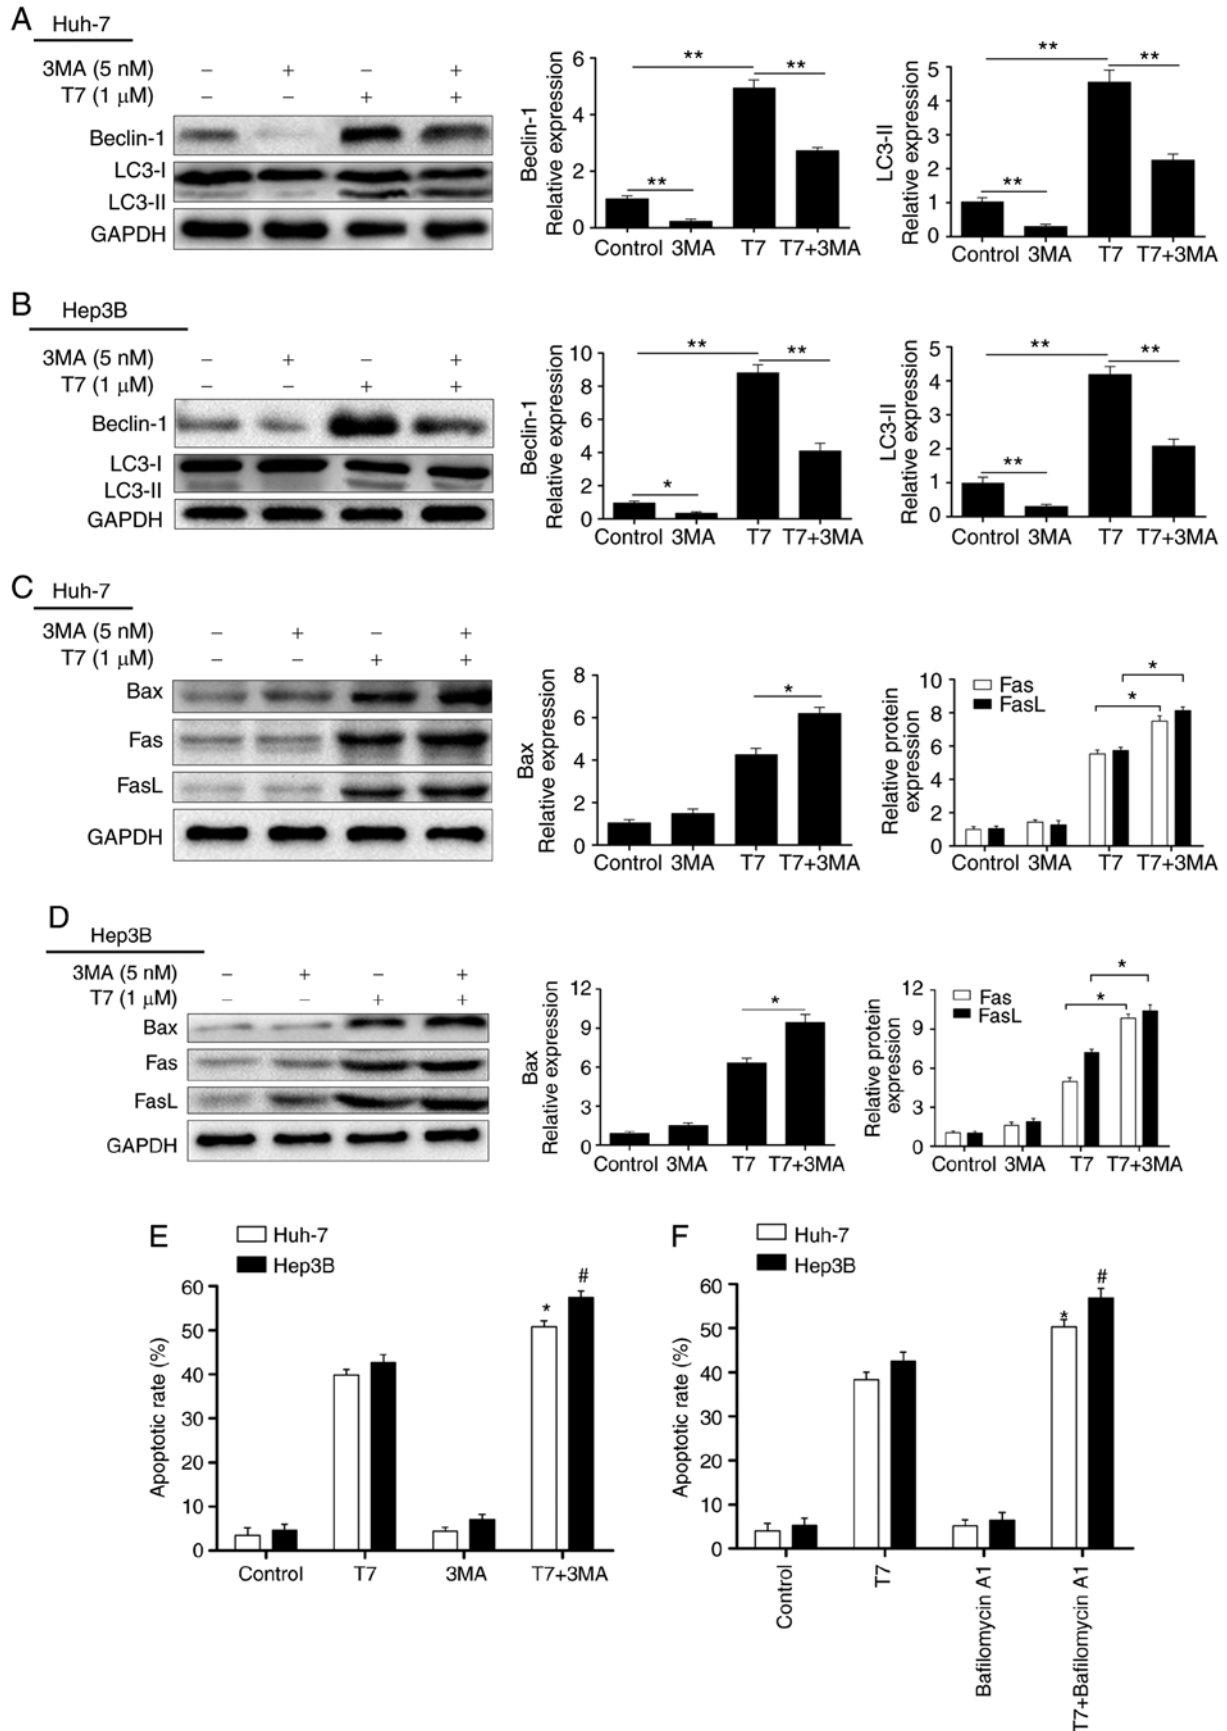 A Huh-7
3MA (5 nM) – + – +
T7 (1 μM) – – + +
Beclin-1
LC3-I
LC3-II
GAPDH
Beclin-1
Relative expression
6
4
2
0
** ** **
Control 3MA T7 T7+3MA
LC3-II
Relative expression
5
4
3
2
1
0
** ** **
Control 3MA T7 T7+3MA
B Hep3B
3MA (5 nM) – + – +
T7 (1 μM) – – + +
Beclin-1
LC3-I
LC3-II
GAPDH
Beclin-1
Relative expression
10
8
6
4
2
0
** ** *
Control 3MA T7 T7+3MA
LC3-II
Relative expression
5
4
3
2
1
0
** ** **
Control 3MA T7 T7+3MA
C Huh-7
3MA (5 nM) – + – +
T7 (1 μM) – – + +
Bax
Fas
FasL
GAPDH
Bax
Relative expression
8
6
4
2
0
*
Control 3MA T7 T7+3MA
Relative protein
expression
10
8
6
4
2
0
Fas
FasL
* *
Control 3MA T7 T7+3MA
D Hep3B
3MA (5 nM) – + – +
T7 (1 μM) – – + +
Bax
Fas
FasL
GAPDH
Bax
Relative expression
12
9
6
3
0
*
Control 3MA T7 T7+3MA
Relative protein
expression
12
9
6
3
0
Fas
FasL
* *
Control 3MA T7 T7+3MA
E
Huh-7
Hep3B
Apoptotic rate (%)
60
50
40
30
20
10
0
* #
Control T7 3MA T7+3MA
F
Huh-7
Hep3B
Apoptotic rate (%)
60
50
40
30
20
10
0
* #
Control
T7
Bafilomycin A1
T7+Bafilomycin A1